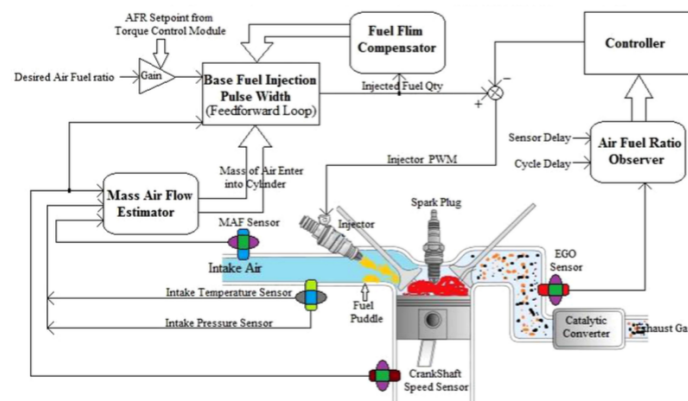 AFR Setpoint from
Torque Control Module
Desired Air Fuel ratio
Gain
Base Fuel Injection
Pulse Width
(Feedforward Loop)
Fuel Flim
Compensator
Injected Fuel Qty
+
−
Controller
Sensor Delay
Cycle Delay
Air Fuel Ratio
Observer
Mass of Air Enter
into Cylinder
Mass Air Flow
Estimator
Injector PWM
MAF Sensor
Intake Air
Injector
Spark Plug
EGO
Sensor
Intake Temperature Sensor
Intake Pressure Sensor
Fuel
Puddle
Catalytic
Converter
Exhaust Gas
CrankShaft
Speed Sensor